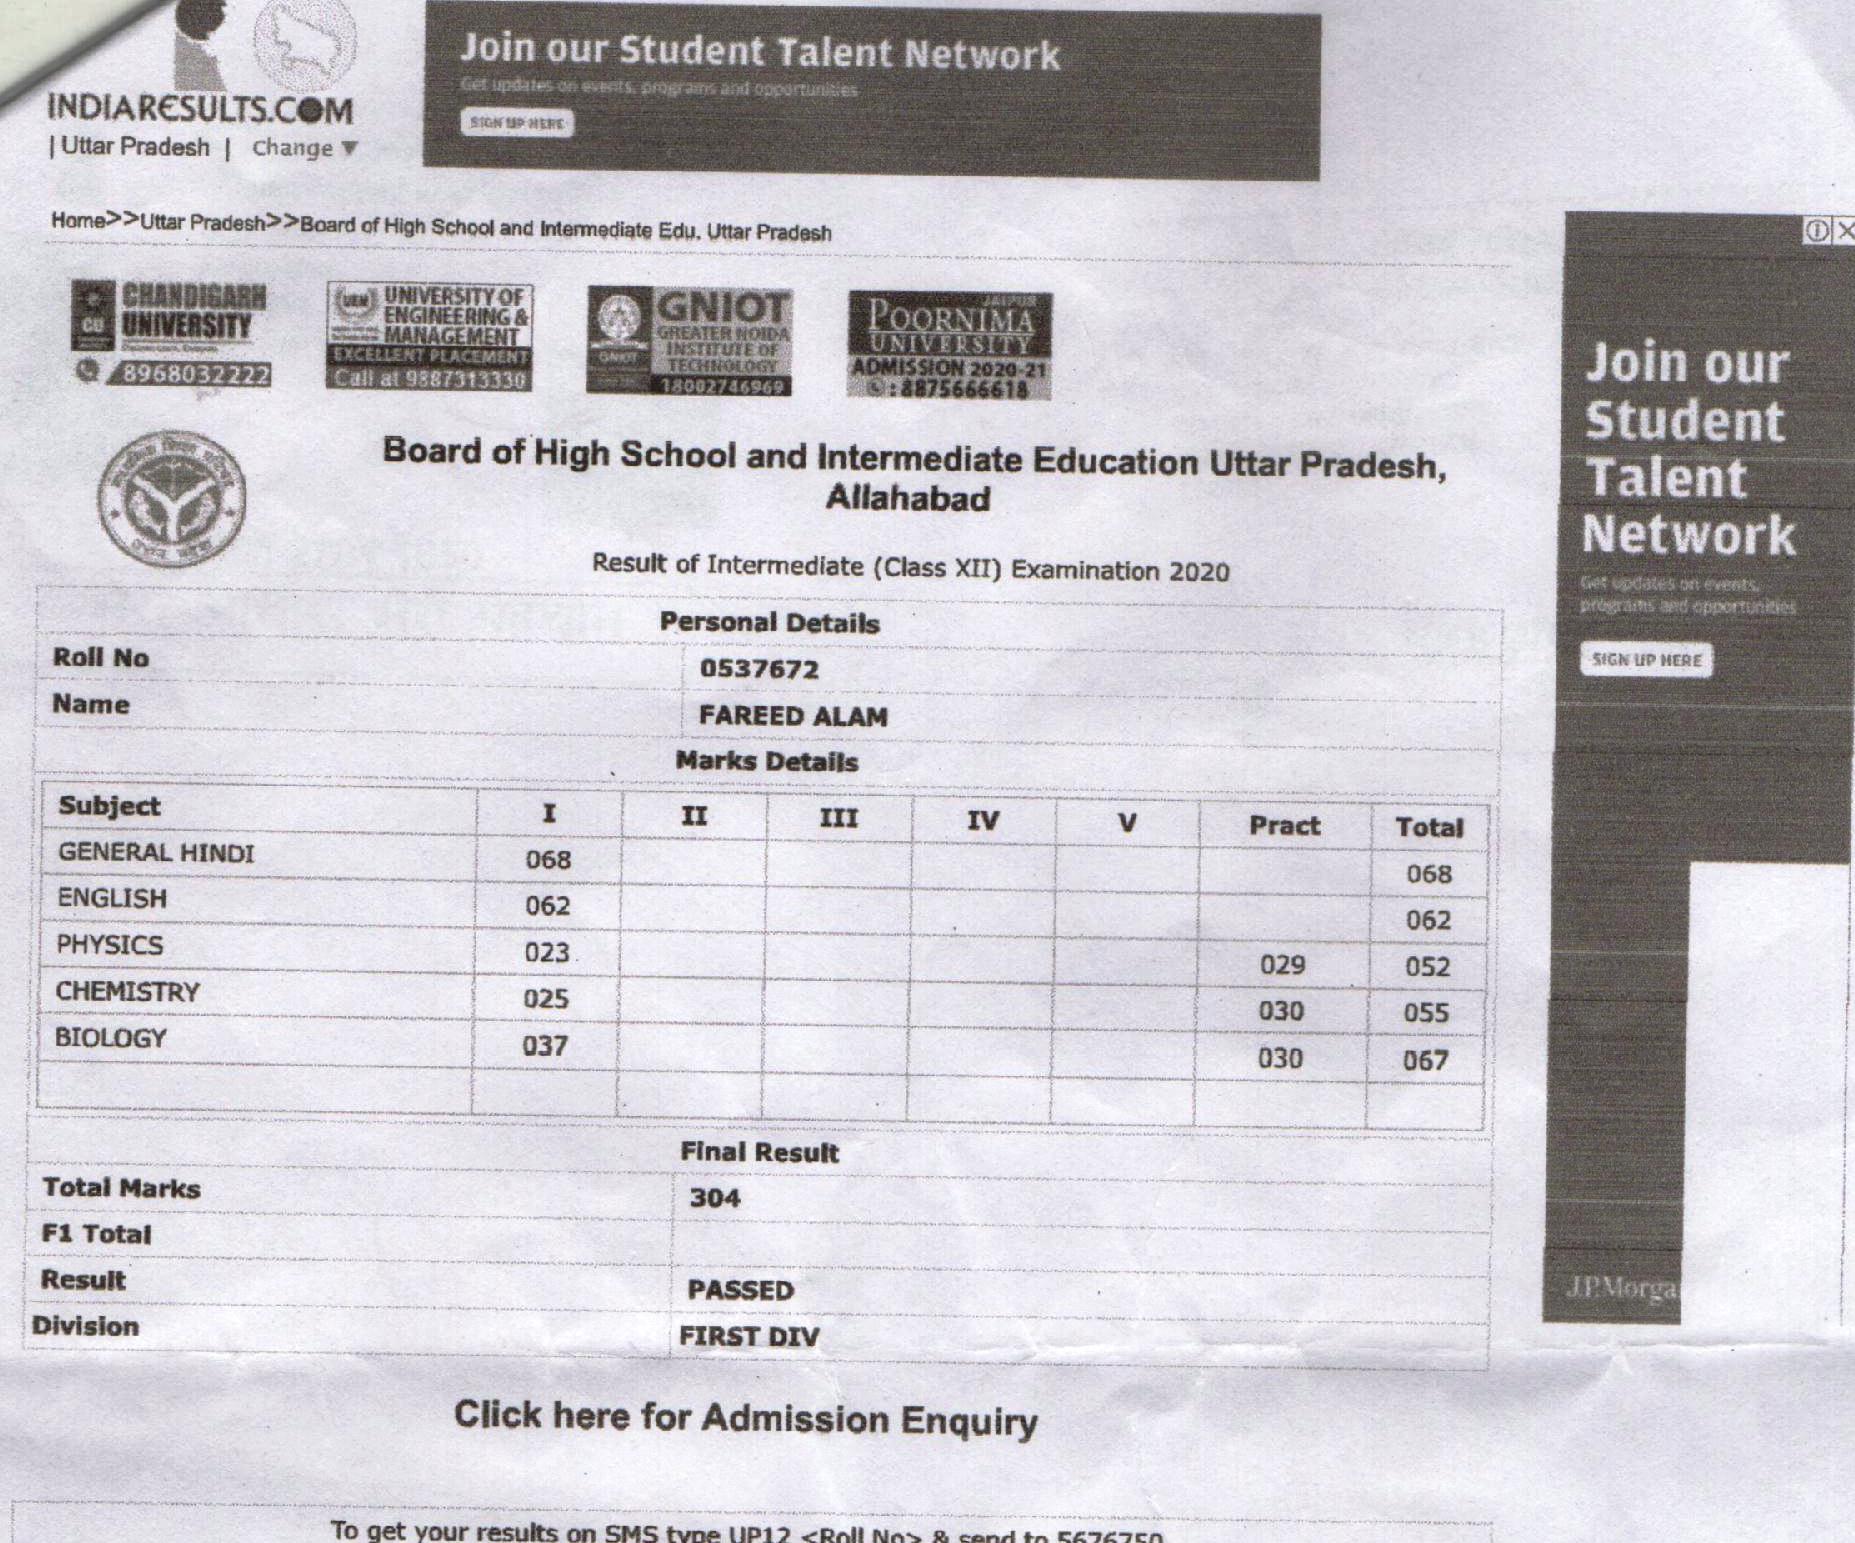 INDIARESULTS.COM
| Uttar Pradesh | Change ▼
Join our Student Talent Network
Get updates on events, programs and opportunities
SIGN UP HERE
Home>>Uttar Pradesh>>Board of High School and Intermediate Edu. Uttar Pradesh
CU
CHANDIGARH
UNIVERSITY
8968032222
UEM
UNIVERSITY OF
ENGINEERING &
MANAGEMENT
EXCELLENT PLACEMENT
Call at 9887313330
GNIOT
GNIOT
GREATER NOIDA
INSTITUTE OF
TECHNOLOGY
18002746969
JAIPUR
POORNIMA
UNIVERSITY
ADMISSION 2020-21
: 8875666618
Board of High School and Intermediate Education Uttar Pradesh,
Allahabad
Result of Intermediate (Class XII) Examination 2020
Personal Details
Roll No 0537672
Name FAREED ALAM
Marks Details
Subject I II III IV V Pract Total
GENERAL HINDI 068 068
ENGLISH 062 062
PHYSICS 023 029 052
CHEMISTRY 025 030 055
BIOLOGY 037 030 067
Final Result
Total Marks 304
F1 Total
Result PASSED
Division FIRST DIV
Click here for Admission Enquiry
To get your results on SMS type UP12 <Roll No> & send to 5676750
Join our
Student
Talent
Network
Get updates on events,
programs and opportunities
SIGN UP HERE
J.P.Morga